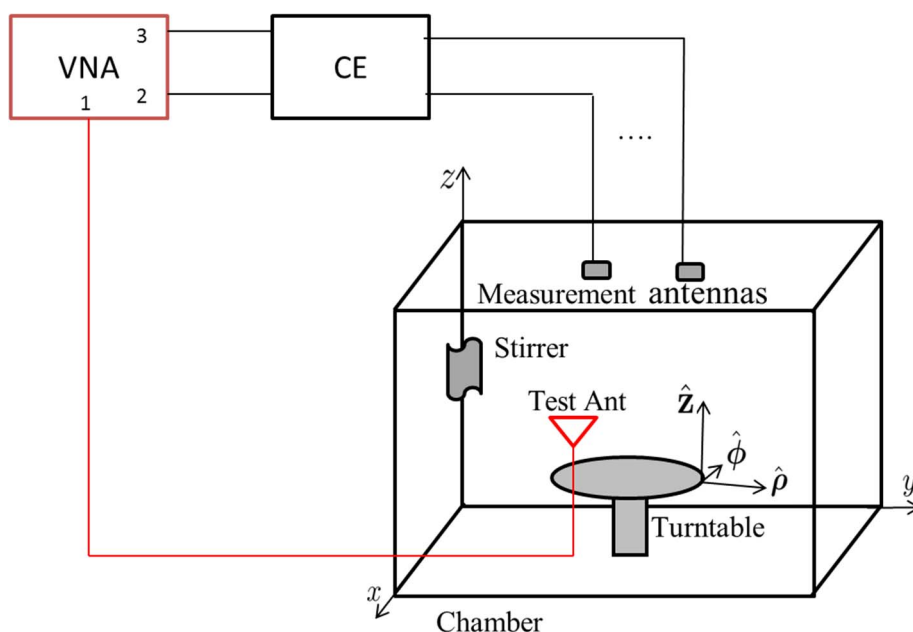 3
VNA
CE
1
2
....
z
Measurement antennas
Stirrer
Test Ant
ẑ
ϕ̂
ρ̂
y
Turntable
x
Chamber